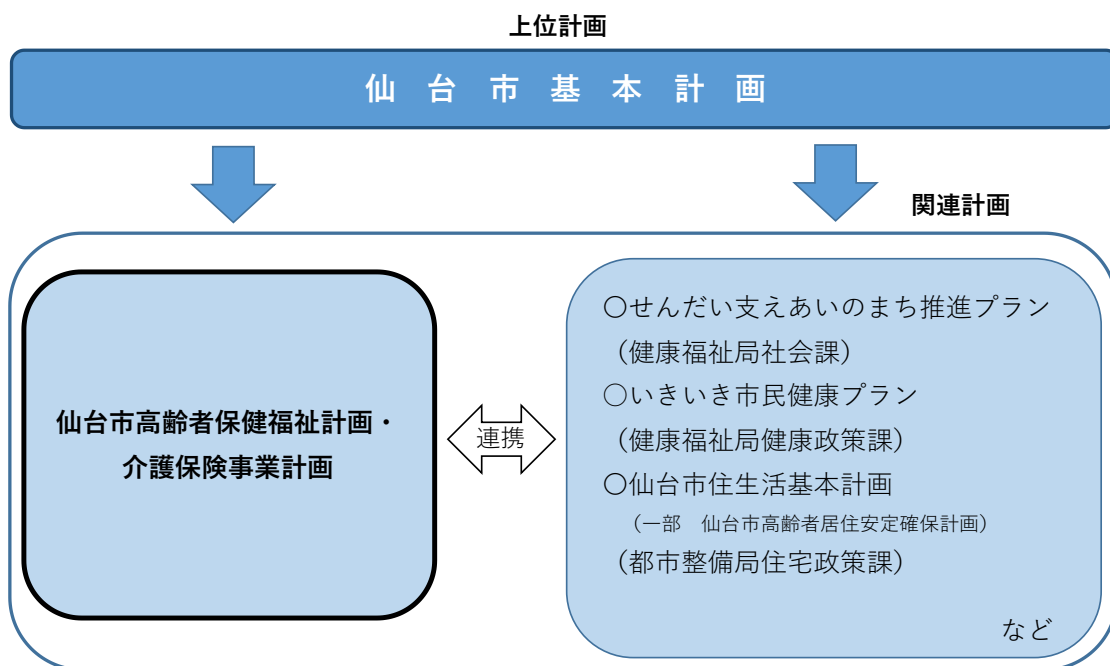 上位計画
仙台市基本計画
関連計画
仙台市高齢者保健福祉計画・
介護保険事業計画
連携
〇せんだい支えあいのまち推進プラン
（健康福祉局社会課）
〇いきいき市民健康プラン
（健康福祉局健康政策課）
〇仙台市住生活基本計画
（一部　仙台市高齢者居住安定確保計画）
（都市整備局住宅政策課）
など